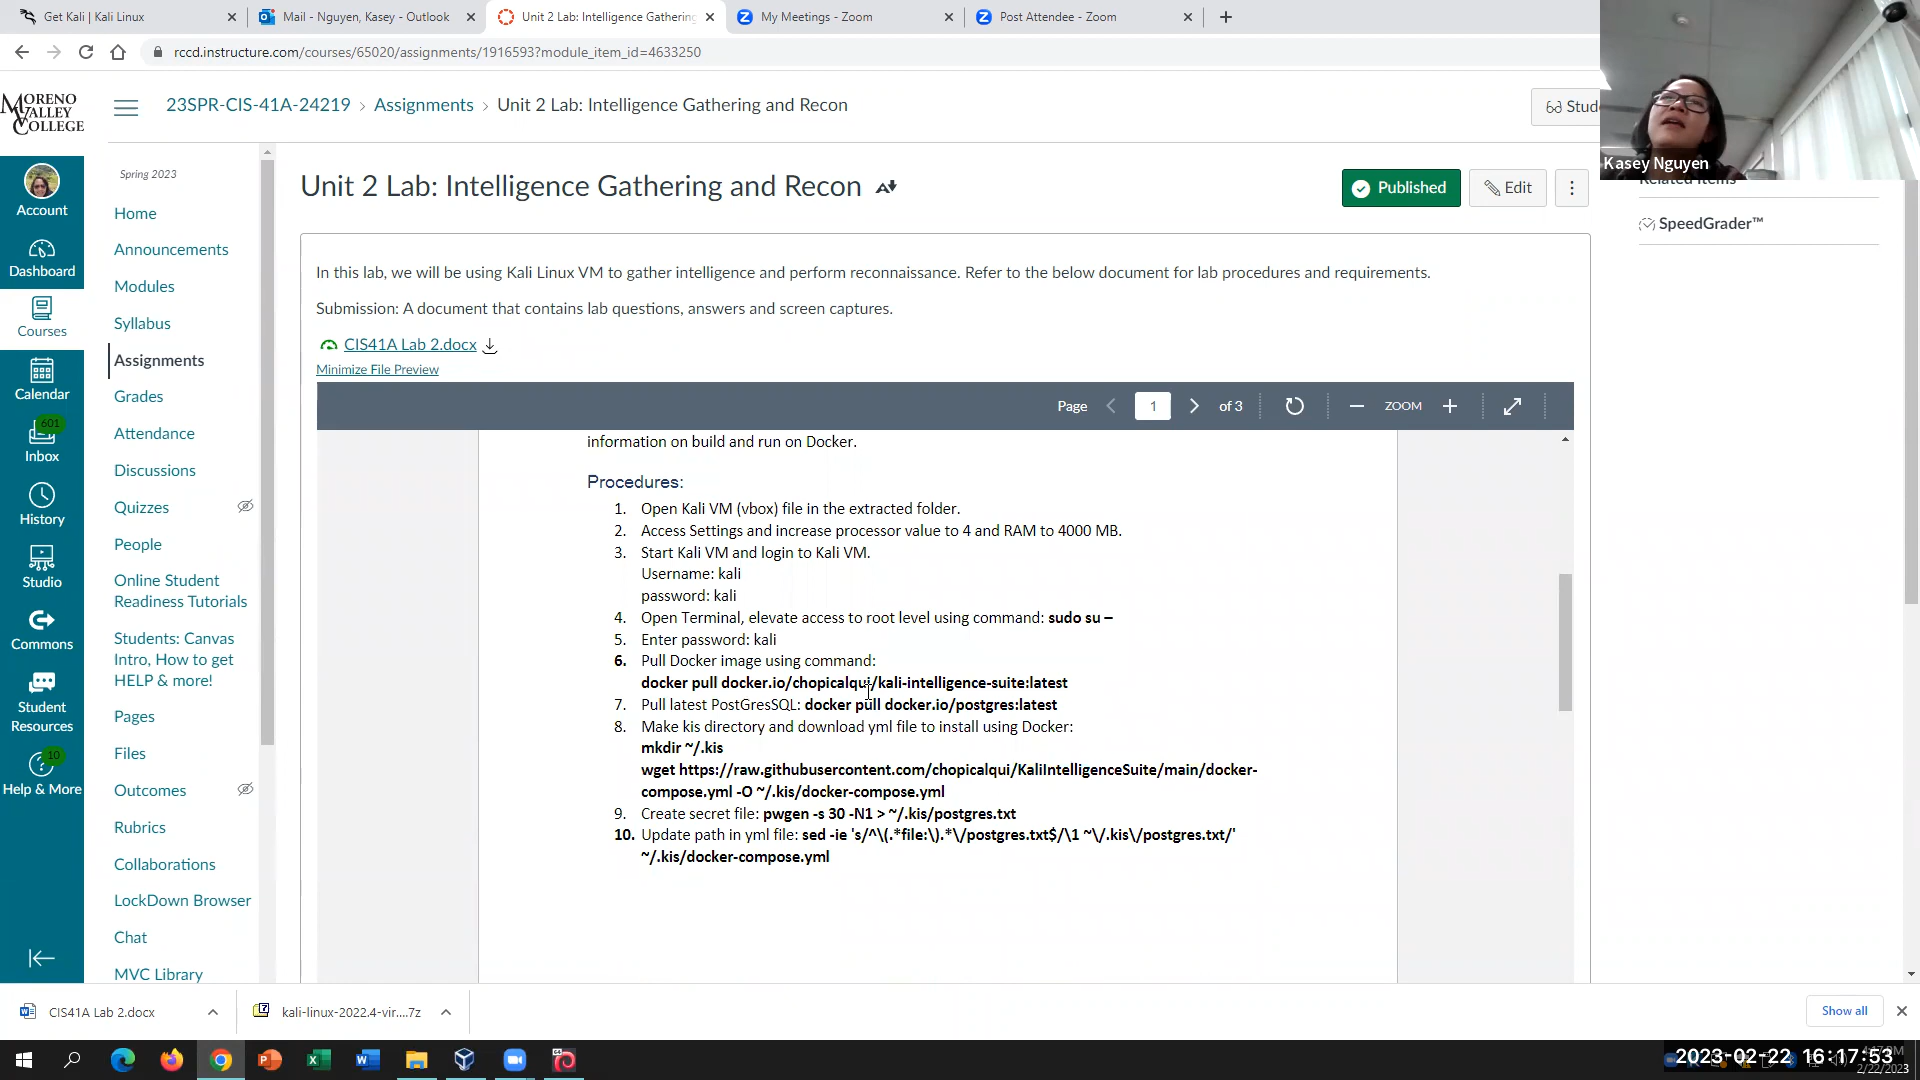 Get Kali | Kali Linux
Mail - Nguyen, Kasey - Outlook
Unit 2 Lab: Intelligence Gathering
My Meetings - Zoom
Post Attendee - Zoom
rccd.instructure.com/courses/65020/assignments/1916593?module_item_id=4633250
MORENO
VALLEY
COLLEGE
23SPR-CIS-41A-24219 > Assignments > Unit 2 Lab: Intelligence Gathering and Recon
Kasey Nguyen
Account
Dashboard
Courses
Calendar
601
Inbox
History
Studio
Commons
Student
Resources
10
Help & More
Spring 2023
Home
Announcements
Modules
Syllabus
Assignments
Grades
Attendance
Discussions
Quizzes
People
Online Student
Readiness Tutorials
Students: Canvas
Intro, How to get
HELP & more!
Pages
Files
Outcomes
Rubrics
Collaborations
LockDown Browser
Chat
MVC Library
Unit 2 Lab: Intelligence Gathering and Recon
Published
Edit
Related Items
SpeedGrader™
In this lab, we will be using Kali Linux VM to gather intelligence and perform reconnaissance. Refer to the below document for lab procedures and requirements.
Submission: A document that contains lab questions, answers and screen captures.
CIS41A Lab 2.docx
Minimize File Preview
Page 1 of 3 ZOOM
information on build and run on Docker.
Procedures:
1. Open Kali VM (vbox) file in the extracted folder.
2. Access Settings and increase processor value to 4 and RAM to 4000 MB.
3. Start Kali VM and login to Kali VM.
Username: kali
password: kali
4. Open Terminal, elevate access to root level using command: sudo su –
5. Enter password: kali
6. Pull Docker image using command:
docker pull docker.io/chopicalqui/kali-intelligence-suite:latest
7. Pull latest PostGresSQL: docker pull docker.io/postgres:latest
8. Make kis directory and download yml file to install using Docker:
mkdir ~/.kis
wget https://raw.githubusercontent.com/chopicalqui/KaliIntelligenceSuite/main/docker-
compose.yml -O ~/.kis/docker-compose.yml
9. Create secret file: pwgen -s 30 -N1 > ~/.kis/postgres.txt
10. Update path in yml file: sed -ie 's/^\(.*file:\).*\/postgres.txt$/\1 ~\/.kis\/postgres.txt/'
~/.kis/docker-compose.yml
CIS41A Lab 2.docx
kali-linux-2022.4-vir....7z
Show all
2023-02-22 16:17:53
2/22/2023